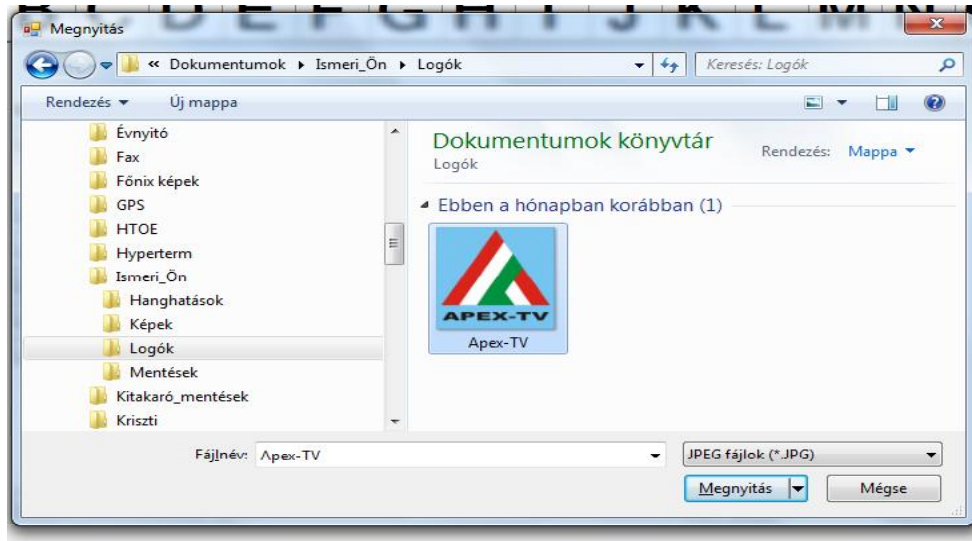 B C D E F G H I J K L M N
Megnyitás
« Dokumentumok ▸ Ismeri_Ön ▸ Logók
Keresés: Logók
Rendezés
Új mappa
Évnyitó
Fax
Főnix képek
GPS
HTOE
Hyperterm
Ismeri_Ön
Hanghatások
Képek
Logók
Mentések
Kitakaró_mentések
Kriszti
Dokumentumok könyvtár
Logók
Rendezés: Mappa
Ebben a hónapban korábban (1)
APEX-TV
Apex-TV
Fájlnév: Apex-TV
JPEG fájlok (*.JPG)
Megnyitás
Mégse